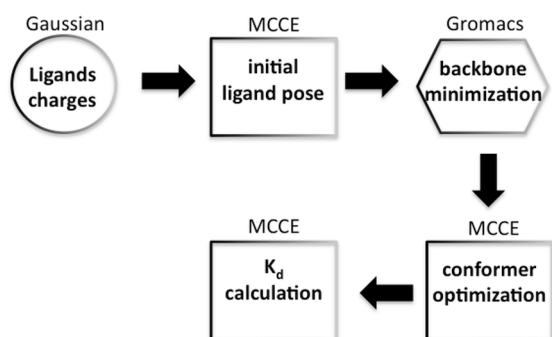 Gaussian
Ligands
charges
MCCE
initial
ligand pose
Gromacs
backbone
minimization
MCCE
conformer
optimization
MCCE
Kd
calculation